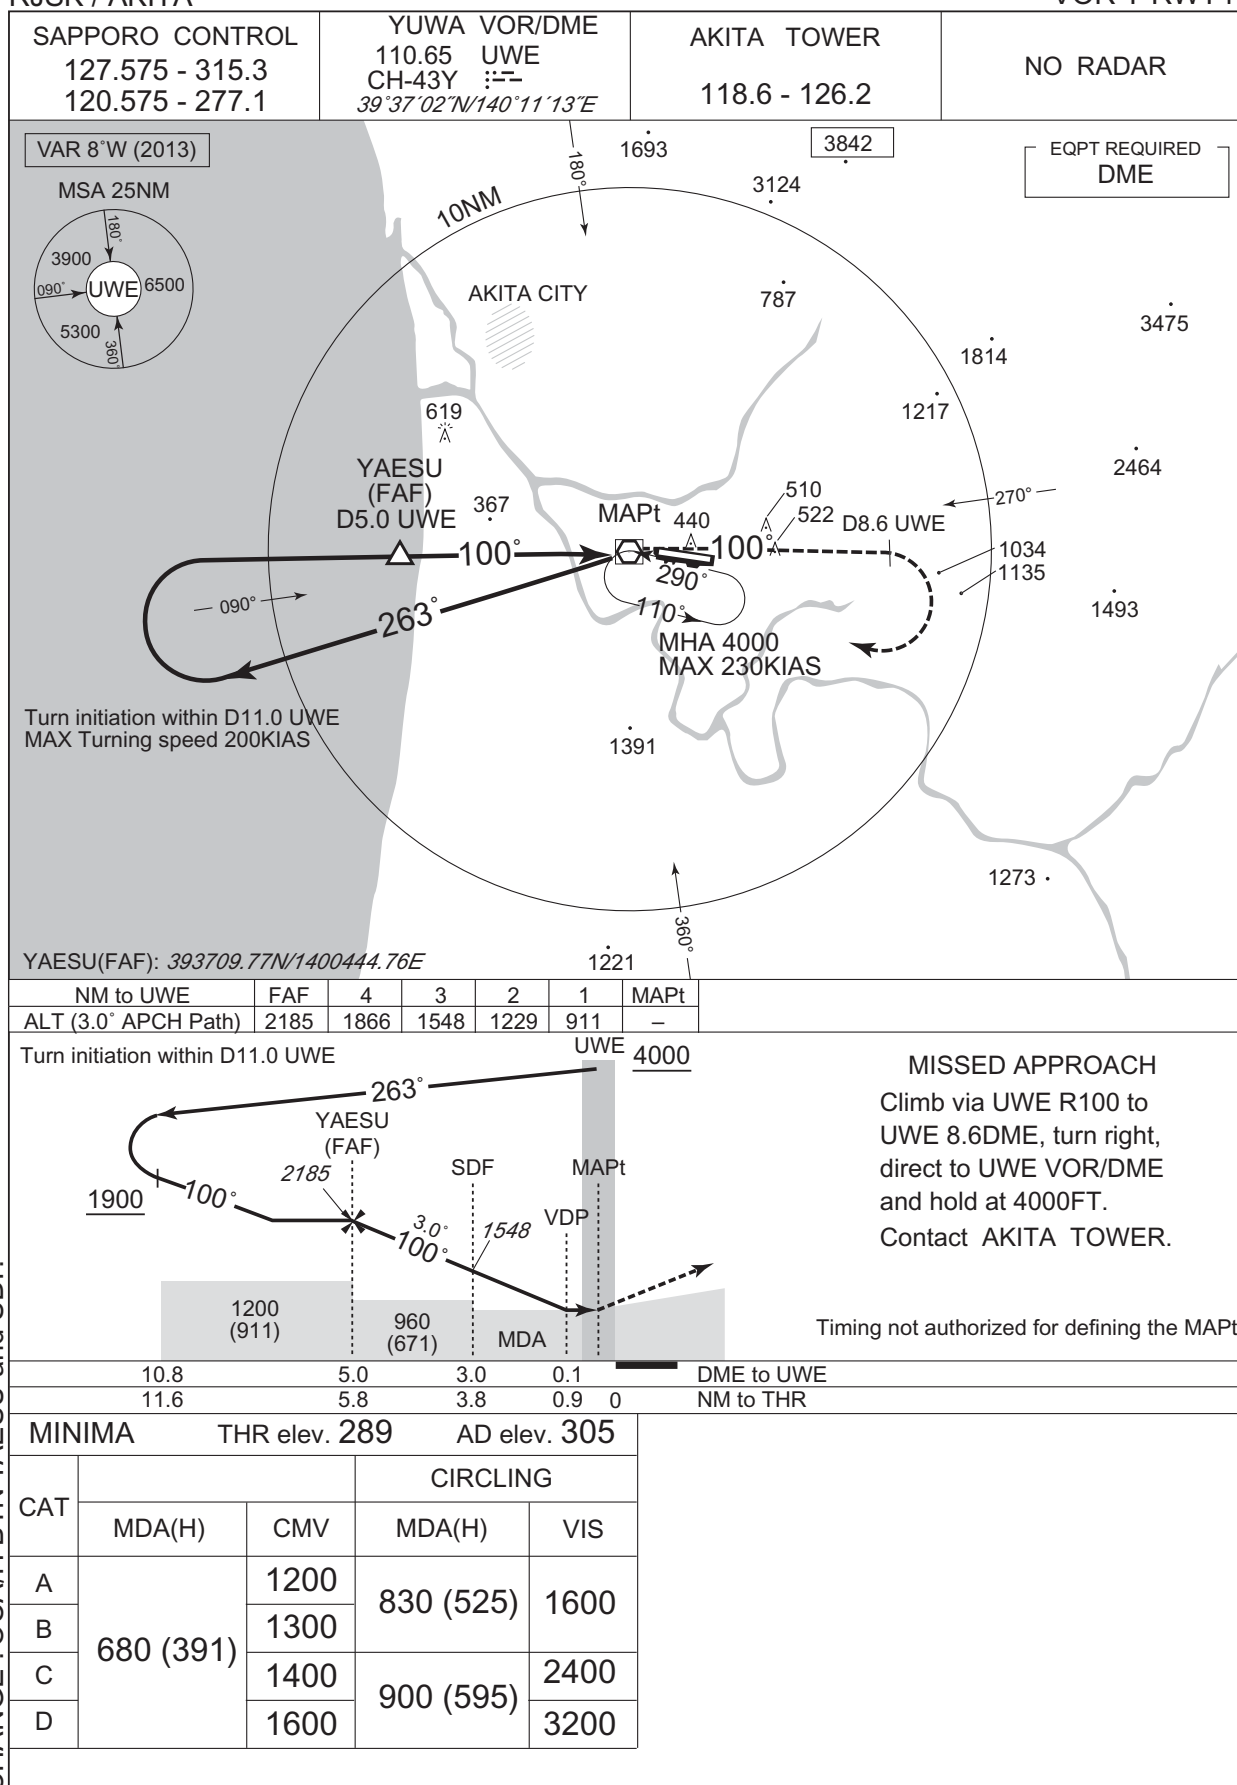 RJSK / AKITA
SAPPORO CONTROL
127.575 - 315.3
120.575 - 277.1
YUWA VOR/DME
110.65 UWE
CH-43Y
39°37´02˝N/140°11´13˝E
AKITA TOWER
118.6 - 126.2
NO RADAR
VAR 8°W (2013)
EQPT REQUIRED
DME
MSA 25NM
180°
3900
090°
UWE
6500
5300
360°
180°
1693
3842
3124
10NM
AKITA CITY
787
3475
1814
1217
619
2464
YAESU
(FAF)
D5.0 UWE
367
MAPt
440
510
522
D8.6 UWE
270°
100°
100°
1034
1135
290°
090°
263°
110°
1493
MHA 4000
MAX 230KIAS
Turn initiation within D11.0 UWE
MAX Turning speed 200KIAS
1391
1273
360°
YAESU(FAF): 393709.77N/1400444.76E
1221
NM to UWE FAF 4 3 2 1 MAPt
ALT (3.0° APCH Path) 2185 1866 1548 1229 911 –
Turn initiation within D11.0 UWE
UWE
4000
263°
YAESU
(FAF)
2185
SDF
MAPt
1900
100°
VDP
3.0°
100°
1548
1200
(911)
960
(671)
MDA
MISSED APPROACH
Climb via UWE R100 to
UWE 8.6DME, turn right,
direct to UWE VOR/DME
and hold at 4000FT.
Contact AKITA TOWER.
Timing not authorized for defining the MAPt
10.8 5.0 3.0 0.1 DME to UWE
11.6 5.8 3.8 0.9 0 NM to THR
MINIMA THR elev. 289 AD elev. 305
CAT
CIRCLING
MDA(H) CMV MDA(H) VIS
A 1200
830 (525) 1600
B 1300
680 (391)
C 1400 2400
900 (595)
D 1600 3200